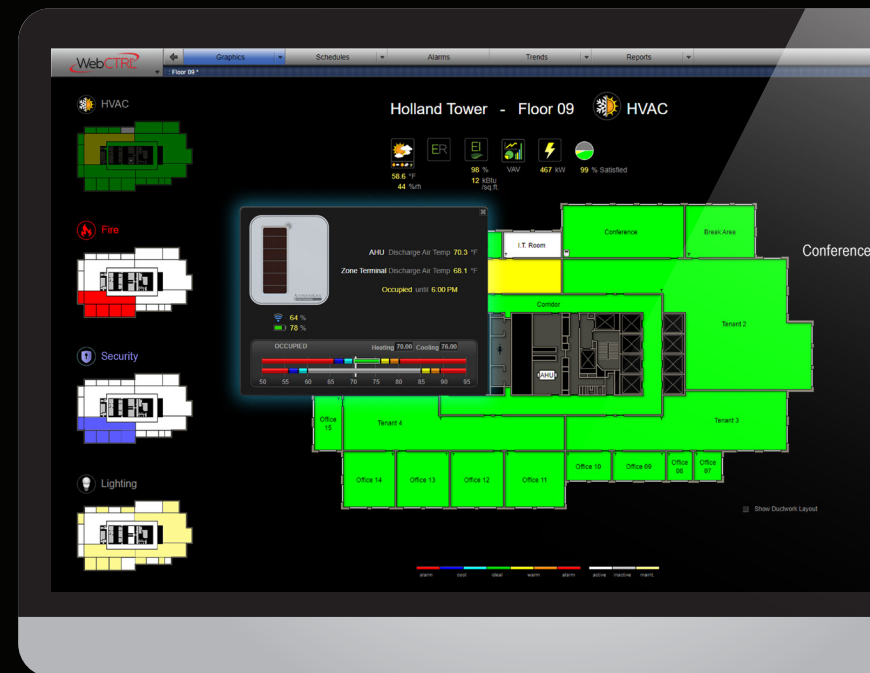 WebCTRL
Graphics
Schedules
Alarms
Trends
Reports
Floor 09
HVAC
Fire
Security
Lighting
Holland Tower - Floor 09 HVAC
ER
EI
58.6 °F
44 %rh
98 %
12 kBtu
/sq.ft.
VAV
467 kW
99 % Satisfied
AHU Discharge Air Temp 70.3 °F
Zone Terminal Discharge Air Temp 68.1 °F
Occupied until 6:00 PM
64 %
78 %
OCCUPIED
Heating 70.00 Cooling 76.00
50 55 60 65 70 75 80 85 90 95
I.T. Room
Conference
Break Area
Conference
Corridor
Tenant 2
AHU
Office 15
Tenant 4
Tenant 3
Office 14
Office 13
Office 12
Office 11
Office 10
Office 09
Office 08
Office 07
Show Ductwork Layout
alarm cool ideal warm alarm active inactive maint.